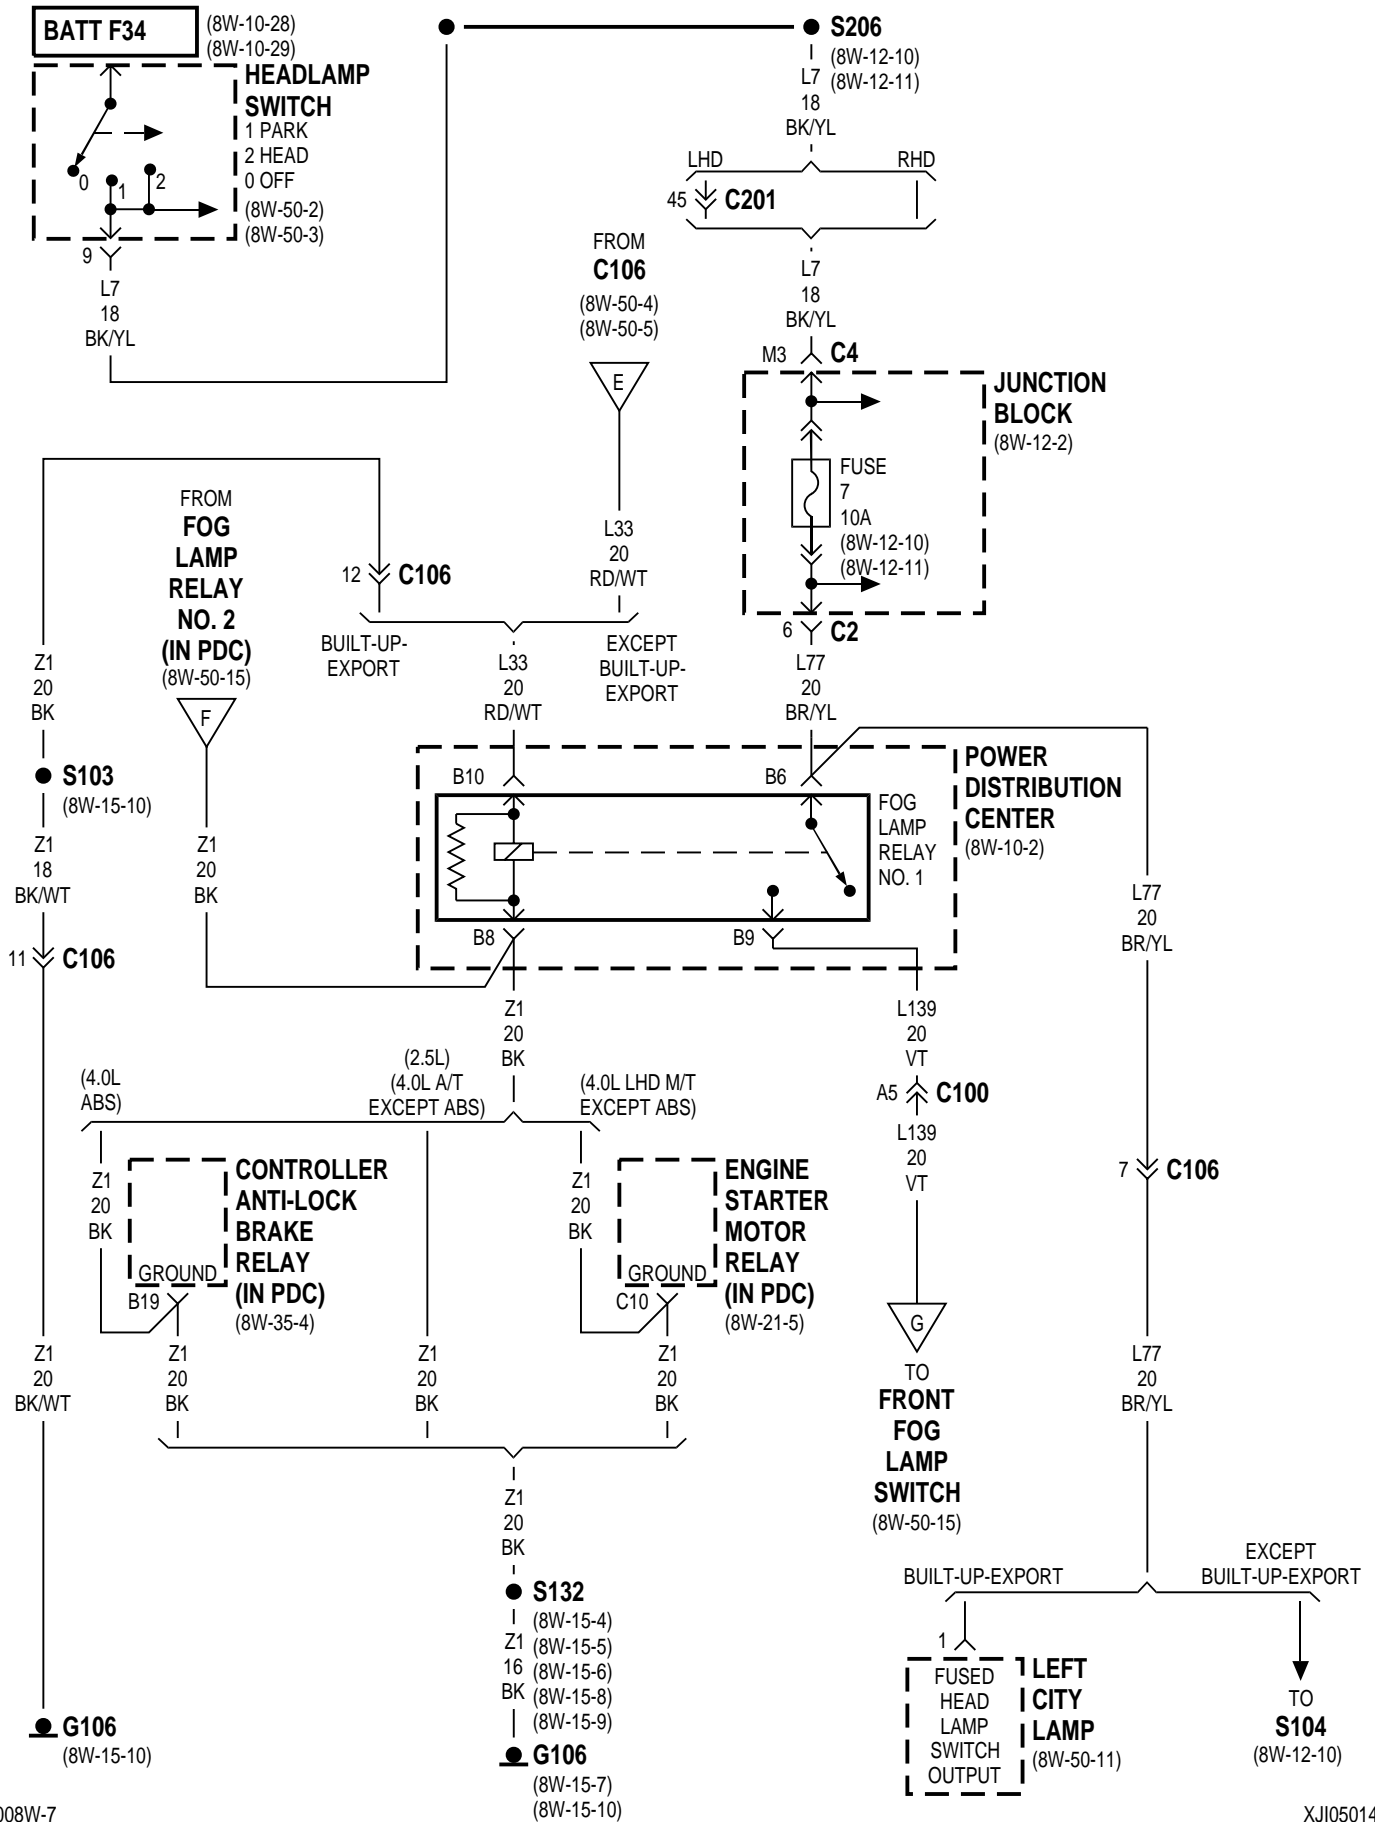 BATT F34
(8W-10-28)
(8W-10-29)
HEADLAMP
SWITCH
1 PARK
2 HEAD
0 OFF
(8W-50-2)
(8W-50-3)
0
1
2
9
L7
18
BK/YL
S206
(8W-12-10)
(8W-12-11)
L7
18
BK/YL
LHD
RHD
45
C201
L7
18
BK/YL
M3
C4
FROM
C106
(8W-50-4)
(8W-50-5)
E
L33
20
RD/WT
JUNCTION
BLOCK
(8W-12-2)
FUSE
7
10A
(8W-12-10)
(8W-12-11)
6
C2
L77
20
BR/YL
FROM
FOG
LAMP
RELAY
NO. 2
(IN PDC)
(8W-50-15)
F
12
C106
BUILT-UP-
EXPORT
EXCEPT
BUILT-UP-
EXPORT
L33
20
RD/WT
Z1
20
BK
S103
(8W-15-10)
Z1
18
BK/WT
11
C106
Z1
20
BK
B10
B6
FOG
LAMP
RELAY
NO. 1
POWER
DISTRIBUTION
CENTER
(8W-10-2)
B8
B9
L77
20
BR/YL
Z1
20
BK
L139
20
VT
A5
C100
L139
20
VT
(4.0L
ABS)
(2.5L)
(4.0L A/T
EXCEPT ABS)
(4.0L LHD M/T
EXCEPT ABS)
Z1
20
BK
CONTROLLER
ANTI-LOCK
BRAKE
RELAY
(IN PDC)
(8W-35-4)
GROUND
B19
Z1
20
BK
ENGINE
STARTER
MOTOR
RELAY
(IN PDC)
(8W-21-5)
GROUND
C10
7
C106
G
TO
FRONT
FOG
LAMP
SWITCH
(8W-50-15)
Z1
20
BK/WT
Z1
20
BK
Z1
20
BK
Z1
20
BK
L77
20
BR/YL
Z1
20
BK
S132
(8W-15-4)
(8W-15-5)
(8W-15-6)
(8W-15-8)
(8W-15-9)
Z1
16
BK
G106
(8W-15-7)
(8W-15-10)
G106
(8W-15-10)
BUILT-UP-EXPORT
EXCEPT
BUILT-UP-EXPORT
1
FUSED
HEAD
LAMP
SWITCH
OUTPUT
LEFT
CITY
LAMP
(8W-50-11)
TO
S104
(8W-12-10)
008W-7
XJI05014